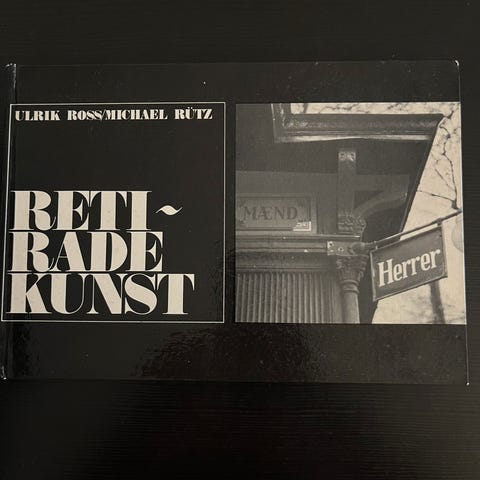 ULRIK ROSS/MICHAEL RÜTZ
RETI~
RADE
KUNST
MÆND
Herrer